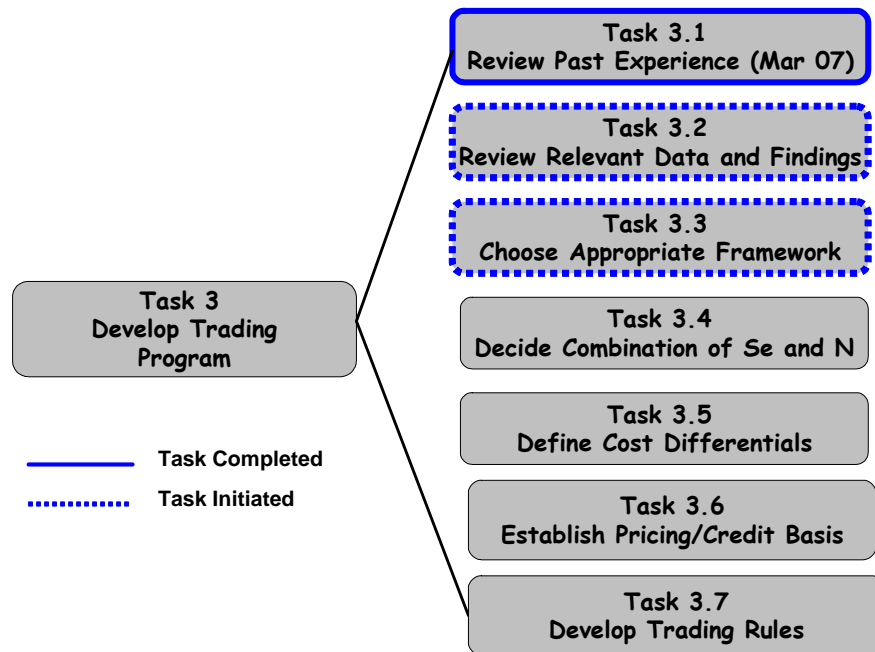 Task 3.1
Review Past Experience (Mar 07)
Task 3.2
Review Relevant Data and Findings
Task 3.3
Choose Appropriate Framework
Task 3
Develop Trading
Program
Task 3.4
Decide Combination of Se and N
Task 3.5
Define Cost Differentials
Task Completed
Task Initiated
Task 3.6
Establish Pricing/Credit Basis
Task 3.7
Develop Trading Rules